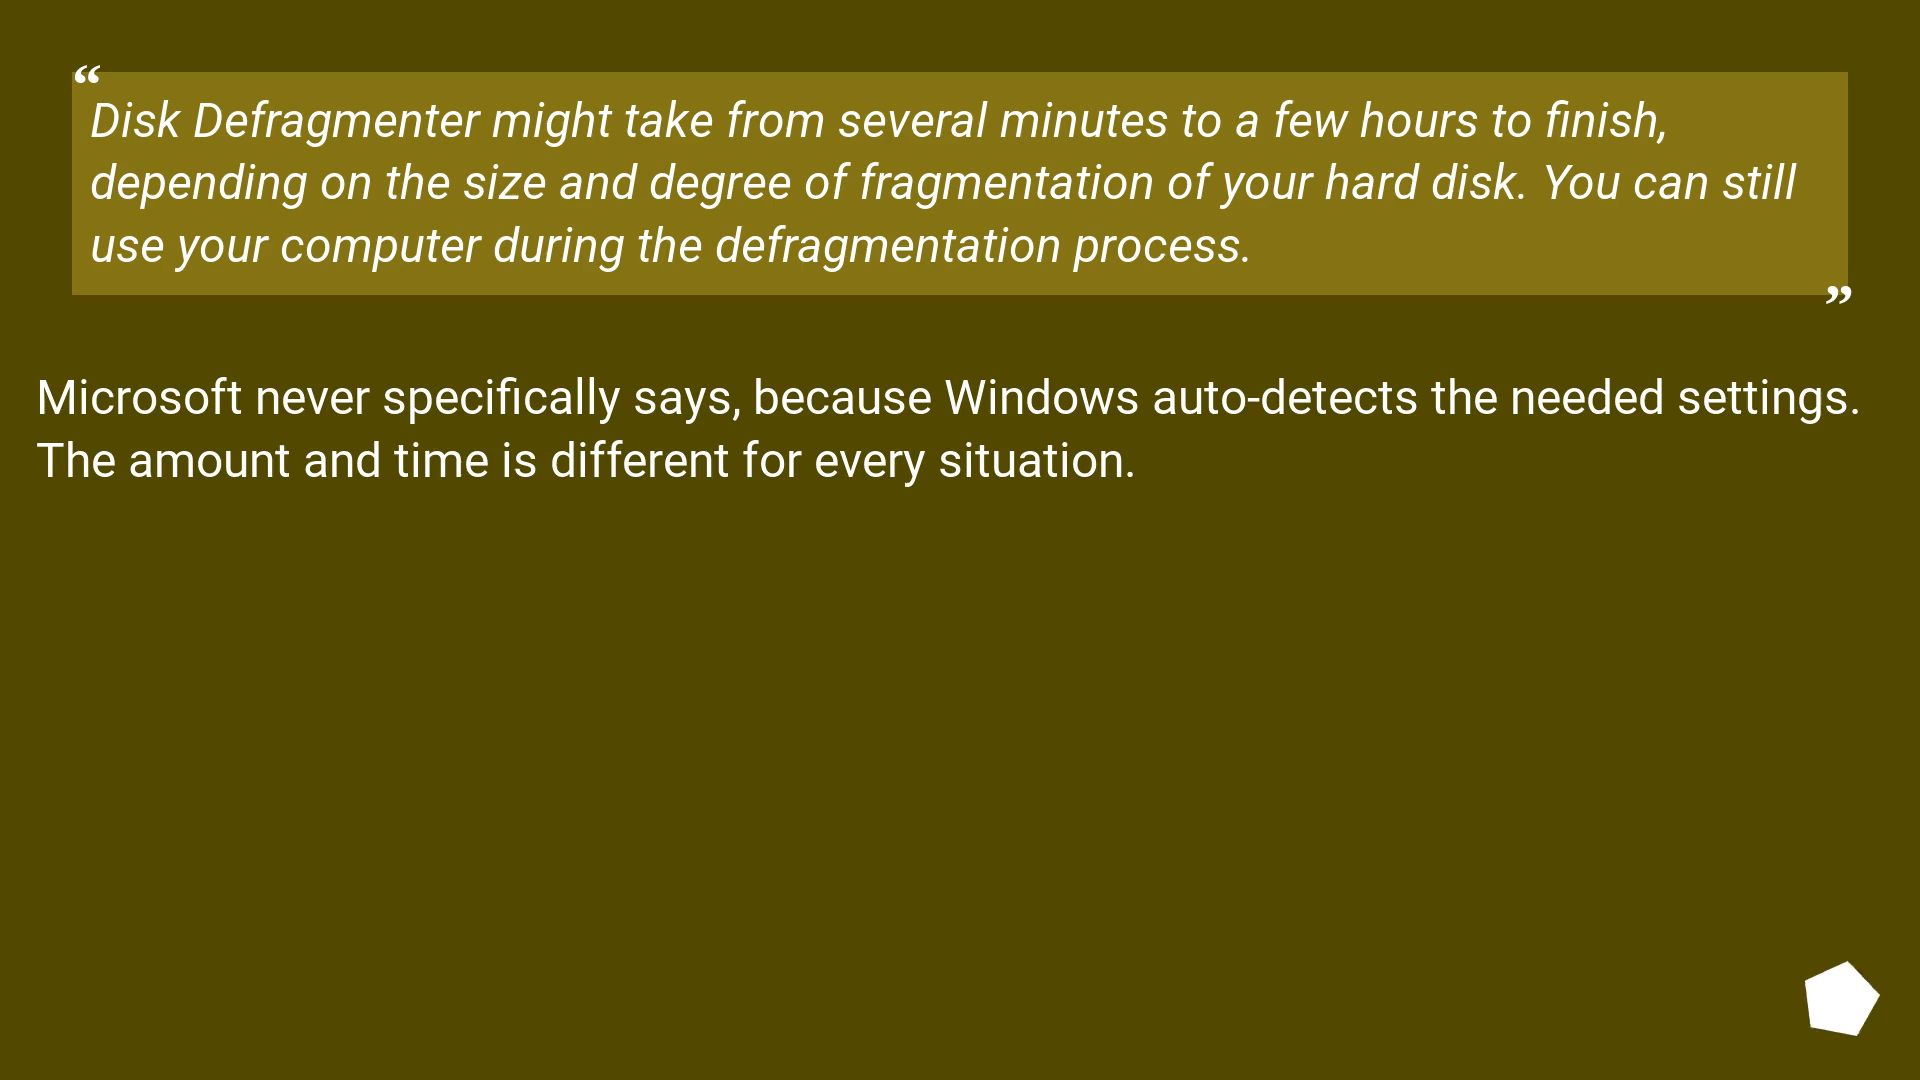 “
Disk Defragmenter might take from several minutes to a few hours to finish,
depending on the size and degree of fragmentation of your hard disk. You can still
use your computer during the defragmentation process.
”
Microsoft never specifically says, because Windows auto-detects the needed settings.
The amount and time is different for every situation.